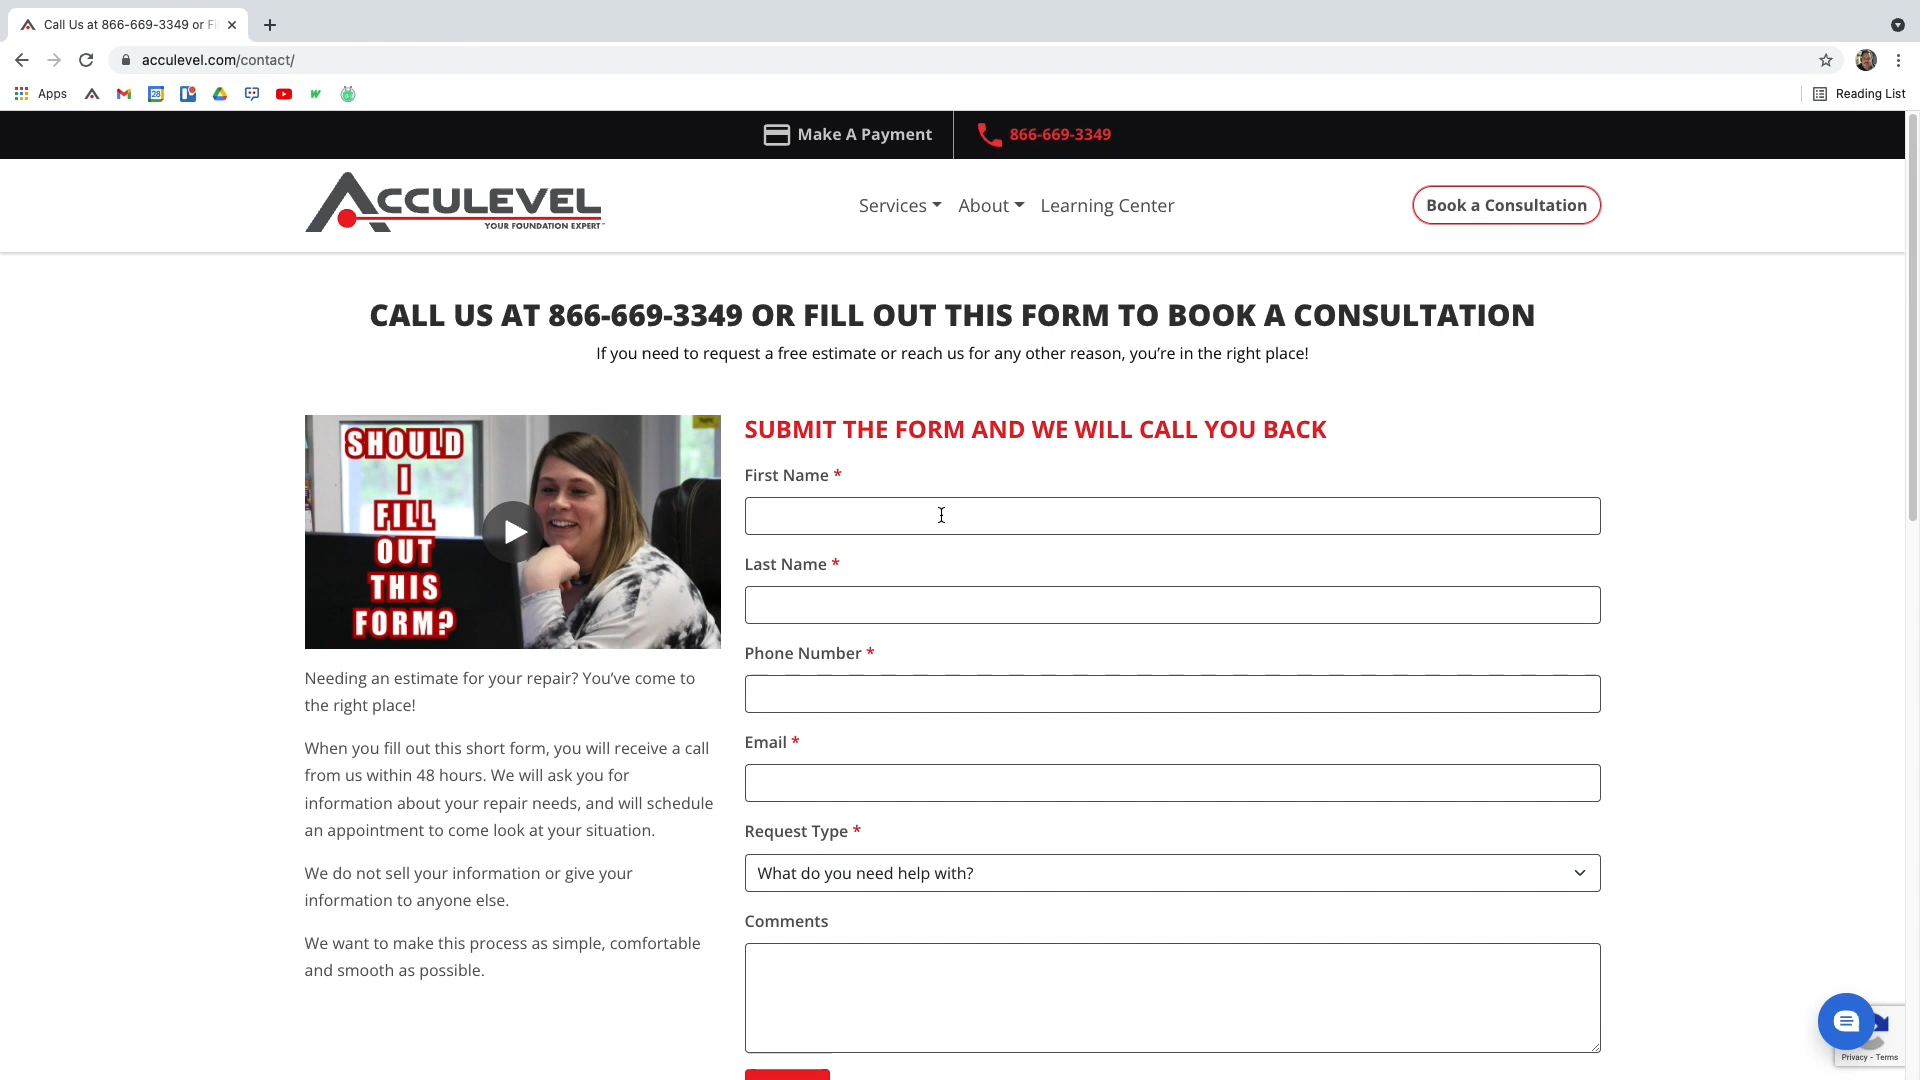 Call Us at 866-669-3349 or Fi
acculevel.com/contact/
Apps
28
Reading List
Make A Payment
866-669-3349
ACCULEVEL
YOUR FOUNDATION EXPERT™
Services
About
Learning Center
Book a Consultation
CALL US AT 866-669-3349 OR FILL OUT THIS FORM TO BOOK A CONSULTATION
If you need to request a free estimate or reach us for any other reason, you’re in the right place!
SHOULD
I
FILL
OUT
THIS
FORM?
Needing an estimate for your repair? You’ve come to
the right place!
When you fill out this short form, you will receive a call
from us within 48 hours. We will ask you for
information about your repair needs, and will schedule
an appointment to come look at your situation.
We do not sell your information or give your
information to anyone else.
We want to make this process as simple, comfortable
and smooth as possible.
SUBMIT THE FORM AND WE WILL CALL YOU BACK
First Name *
Last Name *
Phone Number *
Email *
Request Type *
What do you need help with?
Comments
Privacy - Terms